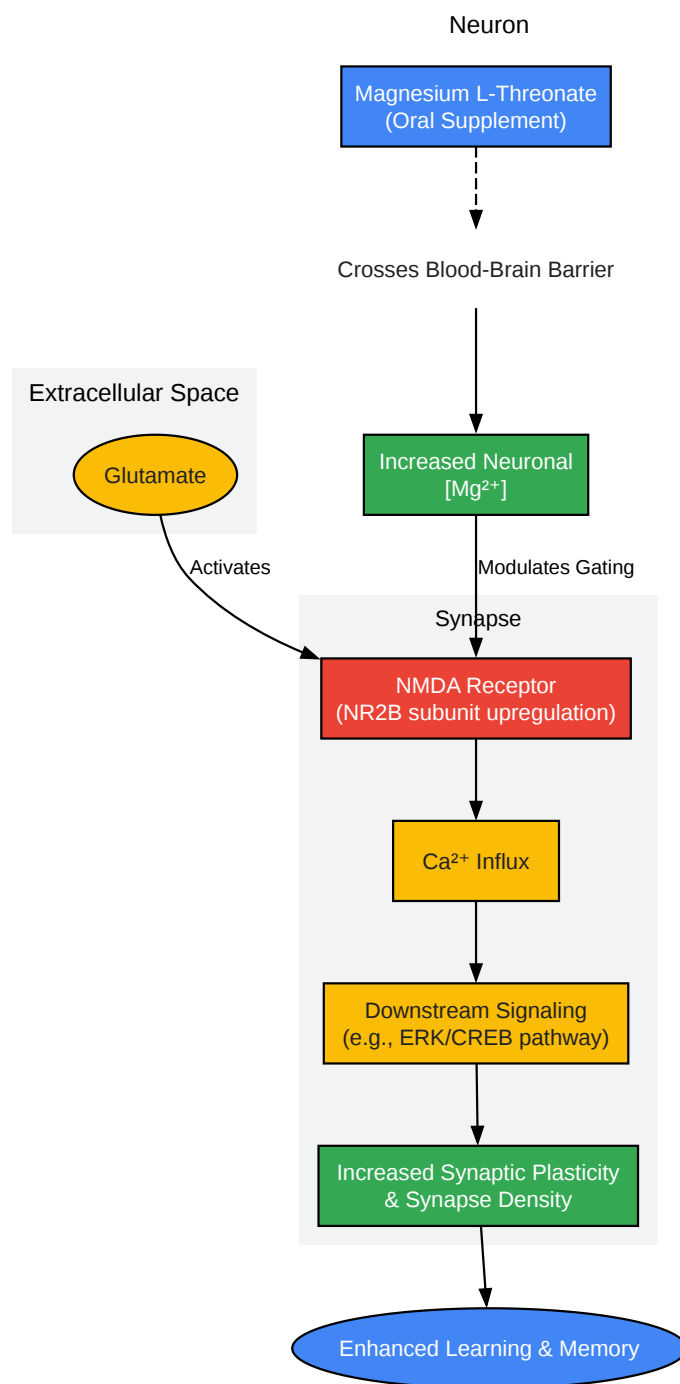 Neuron
Magnesium L-Threonate
(Oral Supplement)
Crosses Blood-Brain Barrier
Extracellular Space
Glutamate
Increased Neuronal
[Mg²⁺]
Activates
Modulates Gating
Synapse
NMDA Receptor
(NR2B subunit upregulation)
Ca²⁺ Influx
Downstream Signaling
(e.g., ERK/CREB pathway)
Increased Synaptic Plasticity
& Synapse Density
Enhanced Learning & Memory